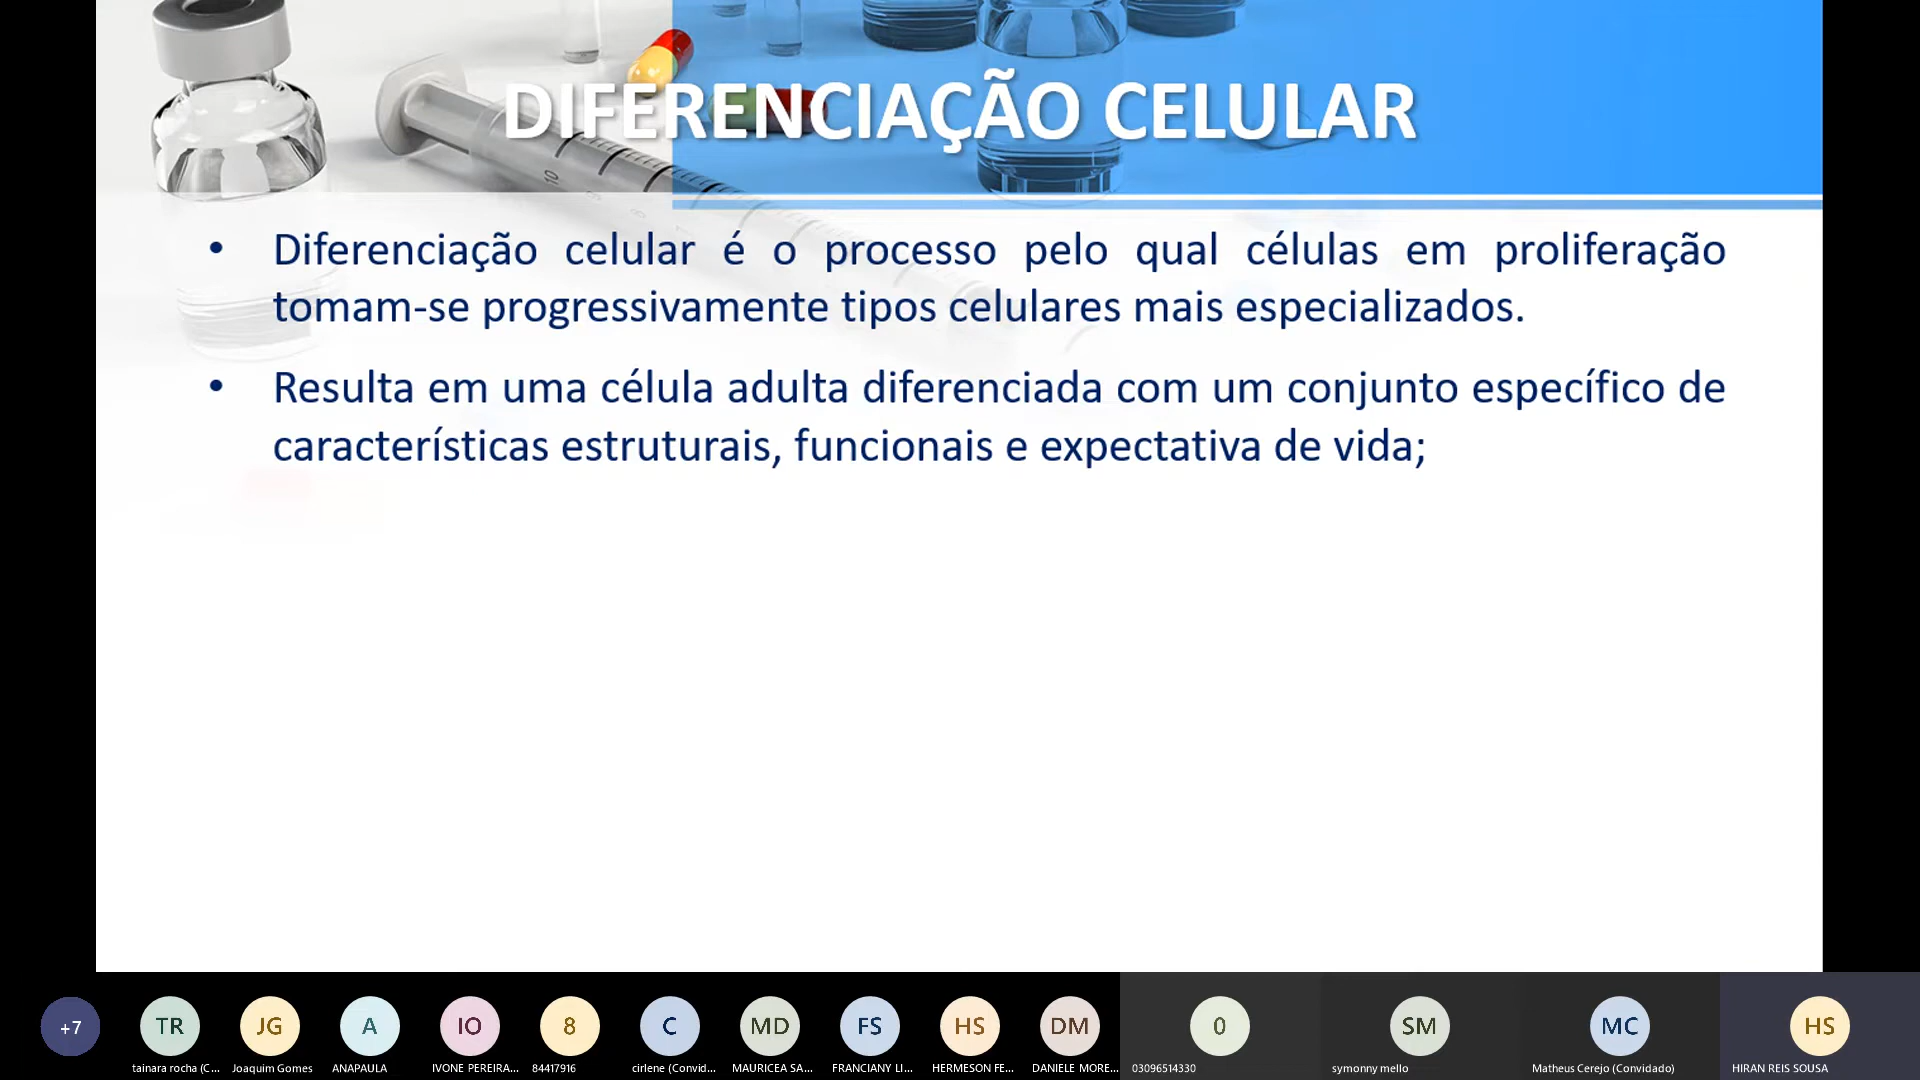 DIFERENCIAÇÃO CELULAR
• Diferenciação celular é o processo pelo qual células em proliferação
tomam-se progressivamente tipos celulares mais especializados.
• Resulta em uma célula adulta diferenciada com um conjunto específico de
características estruturais, funcionais e expectativa de vida;
+7 TR JG A IO 8 C MD FS HS DM 0 SM MC HS
tainara rocha (C... Joaquim Gomes ANAPAULA IVONE PEREIRA... 84417916 cirlene (Convid... MAURICEA SA... FRANCIANY LI... HERMESON FE... DANIELE MORE... 03096514330 symonny mello Matheus Cerejo (Convidado) HIRAN REIS SOUSA